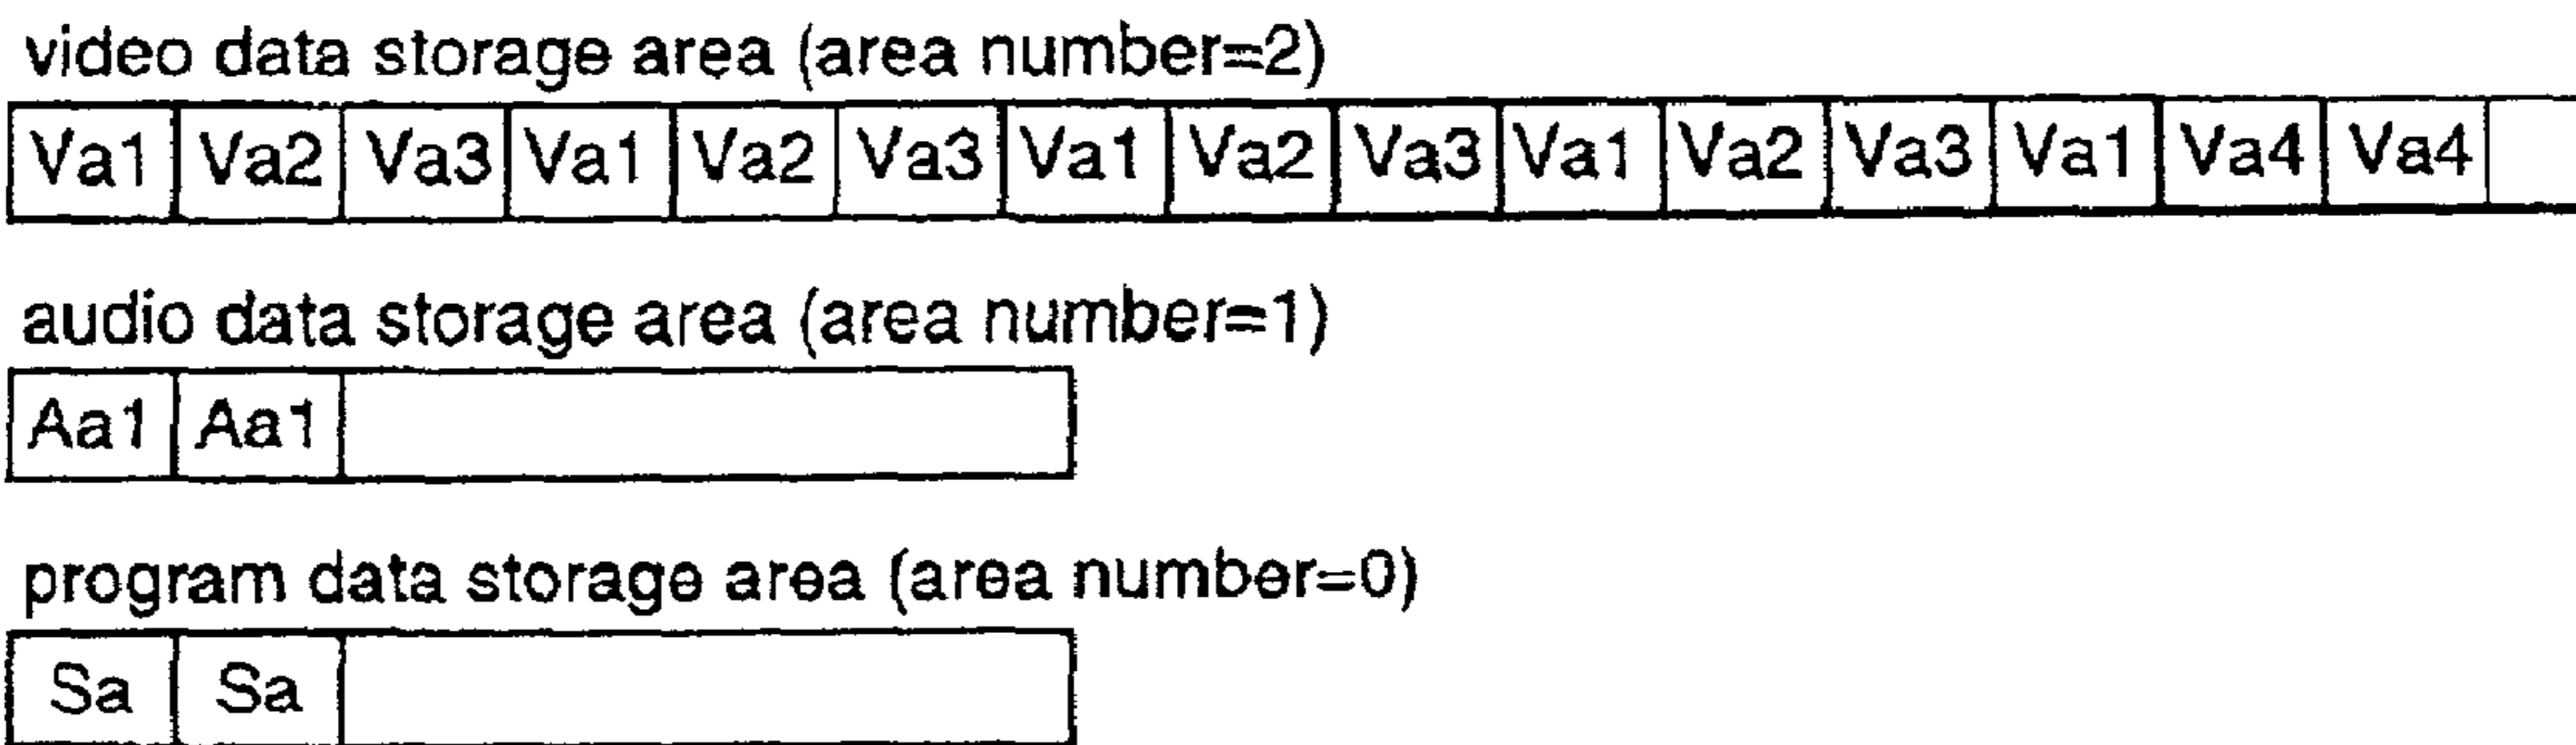 video data storage area (area number=2)
Va1 Va2 Va3 Va1 Va2 Va3 Va1 Va2 Va3 Va1 Va2 Va3 Va1 Va4 Va4
audio data storage area (area number=1)
Aa1 Aa1
program data storage area (area number=0)
Sa Sa